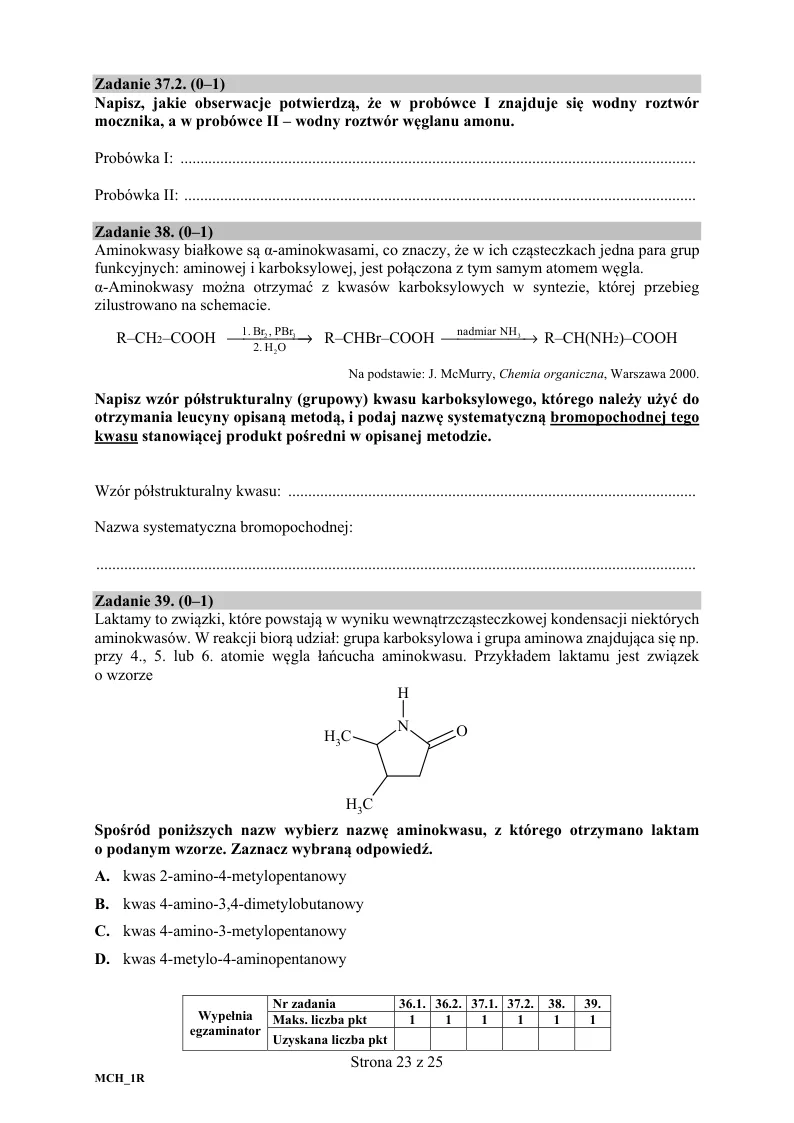 Zadanie 37.2. (0–1)
Napisz, jakie obserwacje potwierdzą, że w probówce I znajduje się wodny roztwór
mocznika, a w probówce II – wodny roztwór węglanu amonu.
Probówka I: .................................................................................................................................
Probówka II: ................................................................................................................................
Zadanie 38. (0–1)
Aminokwasy białkowe są α-aminokwasami, co znaczy, że w ich cząsteczkach jedna para grup
funkcyjnych: aminowej i karboksylowej, jest połączona z tym samym atomem węgla.
α-Aminokwasy można otrzymać z kwasów karboksylowych w syntezie, której przebieg
zilustrowano na schemacie.
1. Br2, PBr3 nadmiar NH3
R–CH2–COOH ⟶ R–CHBr–COOH ⟶ R–CH(NH2)–COOH
2. H2O
Na podstawie: J. McMurry, Chemia organiczna, Warszawa 2000.
Napisz wzór półstrukturalny (grupowy) kwasu karboksylowego, którego należy użyć do
otrzymania leucyny opisaną metodą, i podaj nazwę systematyczną bromopochodnej tego
kwasu stanowiącej produkt pośredni w opisanej metodzie.
Wzór półstrukturalny kwasu: ......................................................................................................
Nazwa systematyczna bromopochodnej:
......................................................................................................................................................
Zadanie 39. (0–1)
Laktamy to związki, które powstają w wyniku wewnątrzcząsteczkowej kondensacji niektórych
aminokwasów. W reakcji biorą udział: grupa karboksylowa i grupa aminowa znajdująca się np.
przy 4., 5. lub 6. atomie węgla łańcucha aminokwasu. Przykładem laktamu jest związek
o wzorze
H
N
H3C
O
H3C
Spośród poniższych nazw wybierz nazwę aminokwasu, z którego otrzymano laktam
o podanym wzorze. Zaznacz wybraną odpowiedź.
A. kwas 2-amino-4-metylopentanowy
B. kwas 4-amino-3,4-dimetylobutanowy
C. kwas 4-amino-3-metylopentanowy
D. kwas 4-metylo-4-aminopentanowy
Wypełnia egzaminator
Nr zadania 36.1. 36.2. 37.1. 37.2. 38. 39.
Maks. liczba pkt 1 1 1 1 1 1
Uzyskana liczba pkt
Strona 23 z 25
MCH_1R